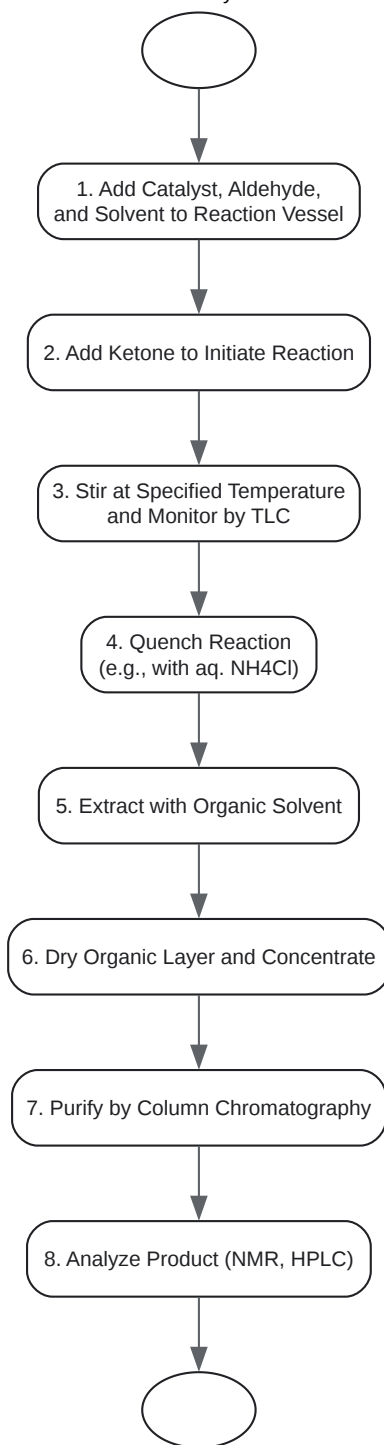 1. Add Catalyst, Aldehyde,
and Solvent to Reaction Vessel
2. Add Ketone to Initiate Reaction
3. Stir at Specified Temperature
and Monitor by TLC
4. Quench Reaction
(e.g., with aq. NH4Cl)
5. Extract with Organic Solvent
6. Dry Organic Layer and Concentrate
7. Purify by Column Chromatography
8. Analyze Product (NMR, HPLC)